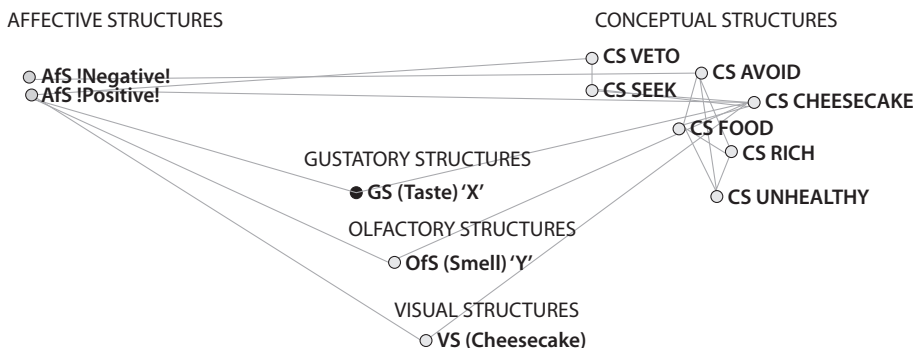 AFFECTIVE STRUCTURES
CONCEPTUAL STRUCTURES
AfS !Negative!
AfS !Positive!
CS VETO
CS AVOID
CS SEEK
CS CHEESECAKE
CS FOOD
CS RICH
CS UNHEALTHY
GUSTATORY STRUCTURES
GS (Taste) ‘X’
OLFACTORY STRUCTURES
OfS (Smell) ‘Y’
VISUAL STRUCTURES
VS (Cheesecake)